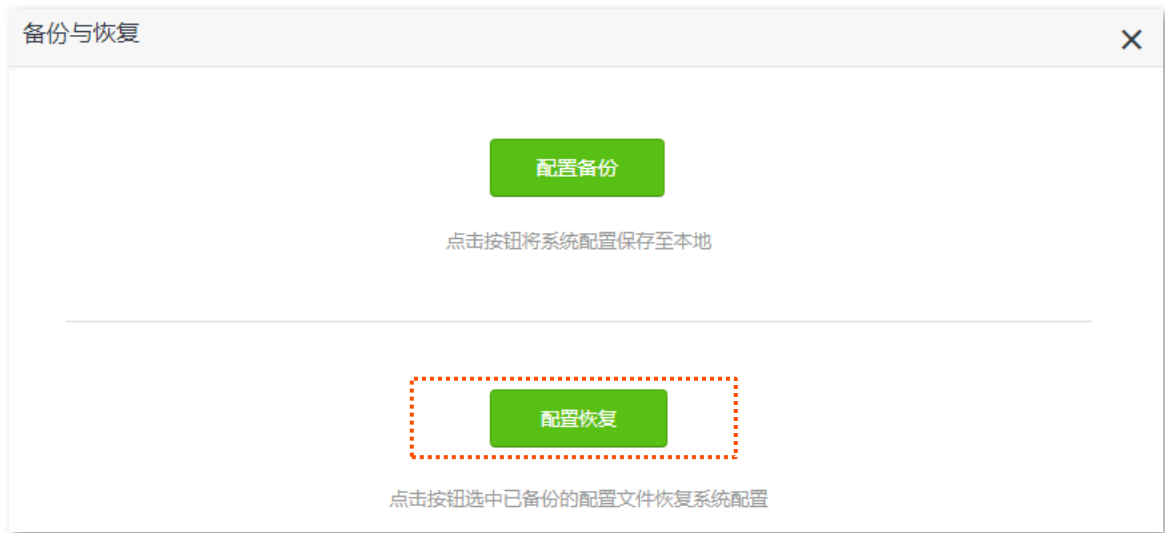 备份与恢复
配置备份
点击按钮将系统配置保存至本地
配置恢复
点击按钮选中已备份的配置文件恢复系统配置